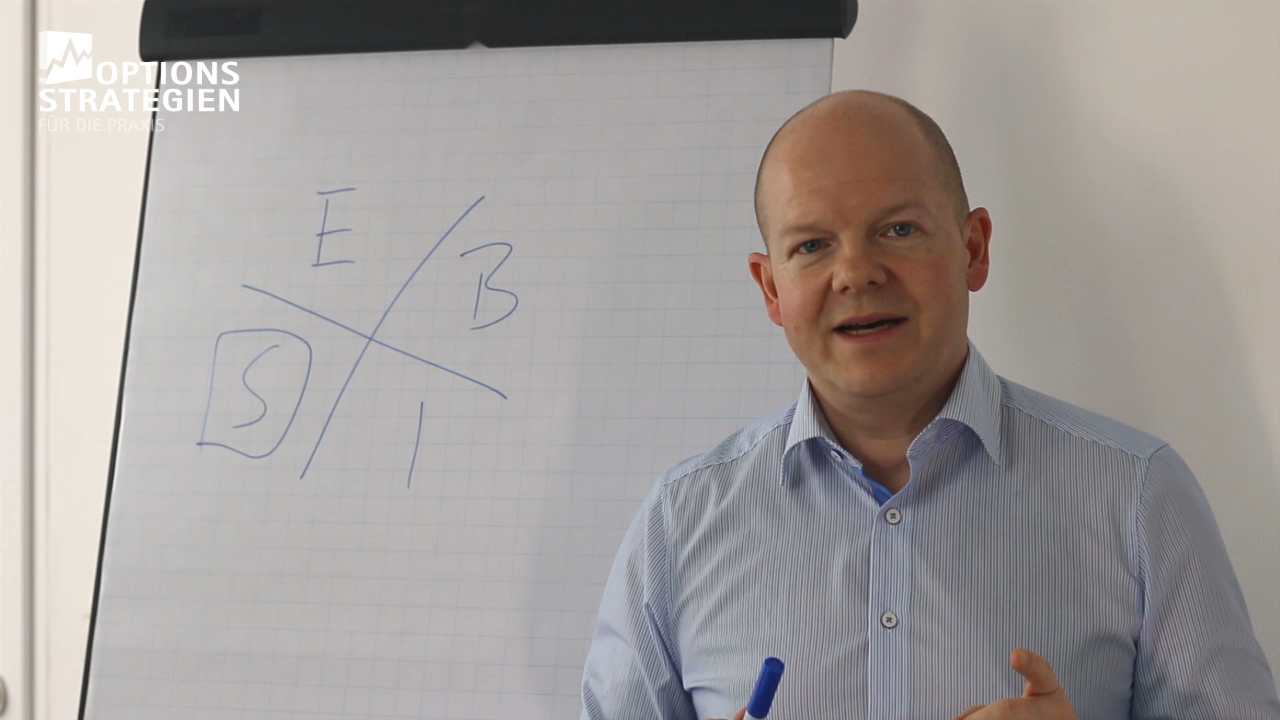 OPTIONS
STRATEGIEN
FÜR DIE PRAXIS
E
B
S
I